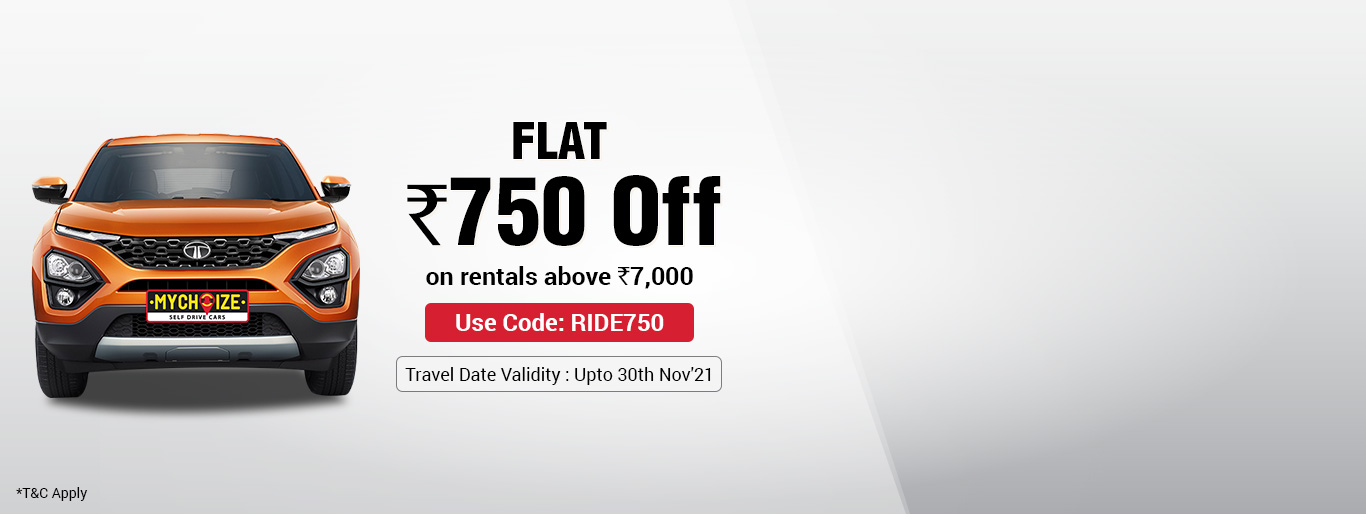 FLAT
₹750 Off
on rentals above ₹7,000
Use Code: RIDE750
Travel Date Validity : Upto 30th Nov'21
MYCHOIZE
SELF DRIVE CARS
*T&C Apply